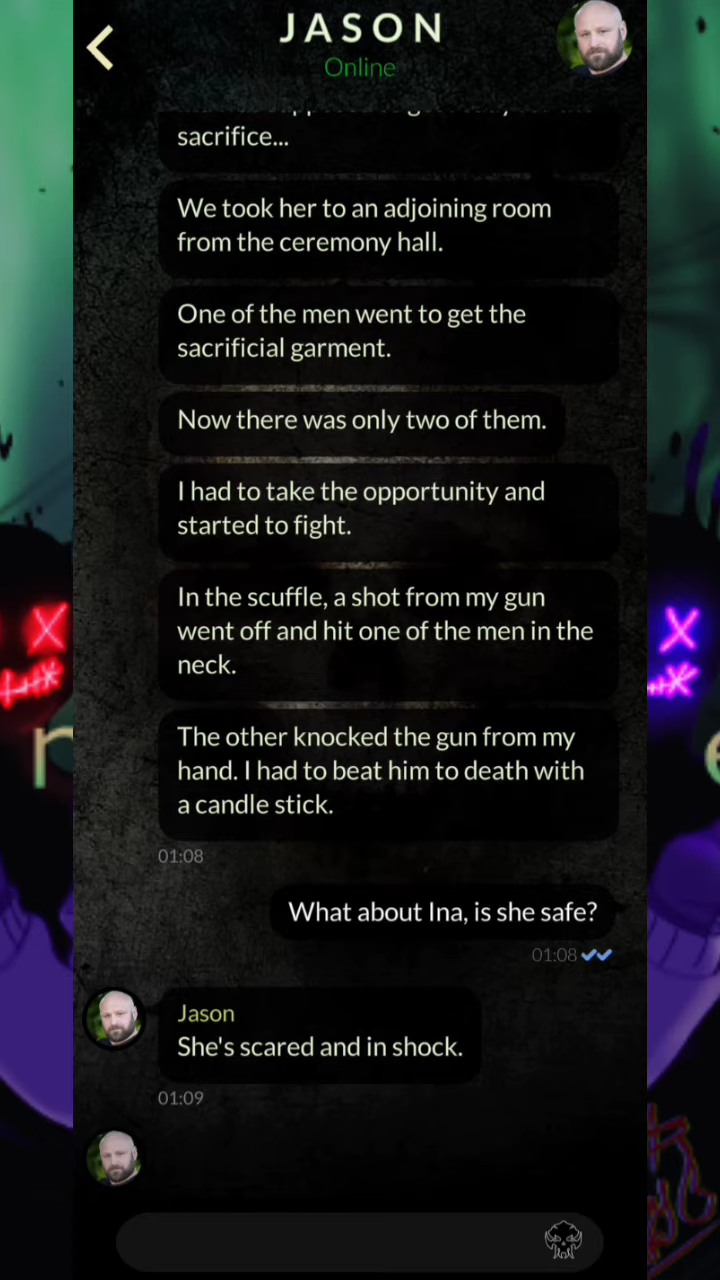 JASON
Online
sacrifice...
We took her to an adjoining room
from the ceremony hall.
One of the men went to get the
sacrificial garment.
Now there was only two of them.
I had to take the opportunity and
started to fight.
In the scuffle, a shot from my gun
went off and hit one of the men in the
neck.
The other knocked the gun from my
hand. I had to beat him to death with
a candle stick.
01:08
What about Ina, is she safe?
01:08
Jason
She's scared and in shock.
01:09